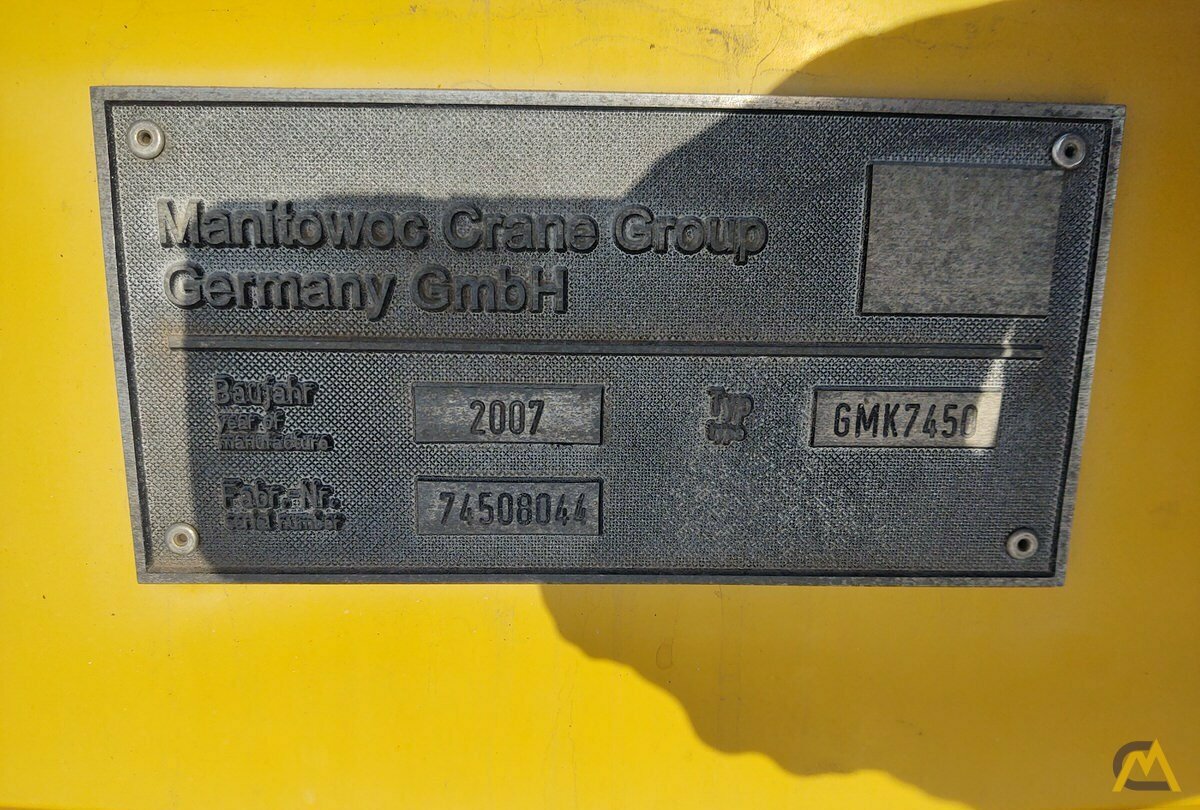 Manitowoc Crane Group
Germany GmbH
Baujahr
year of
manufacture
2007
Typ
type
GMK7450
Fabr.-Nr.
serial number
74508044